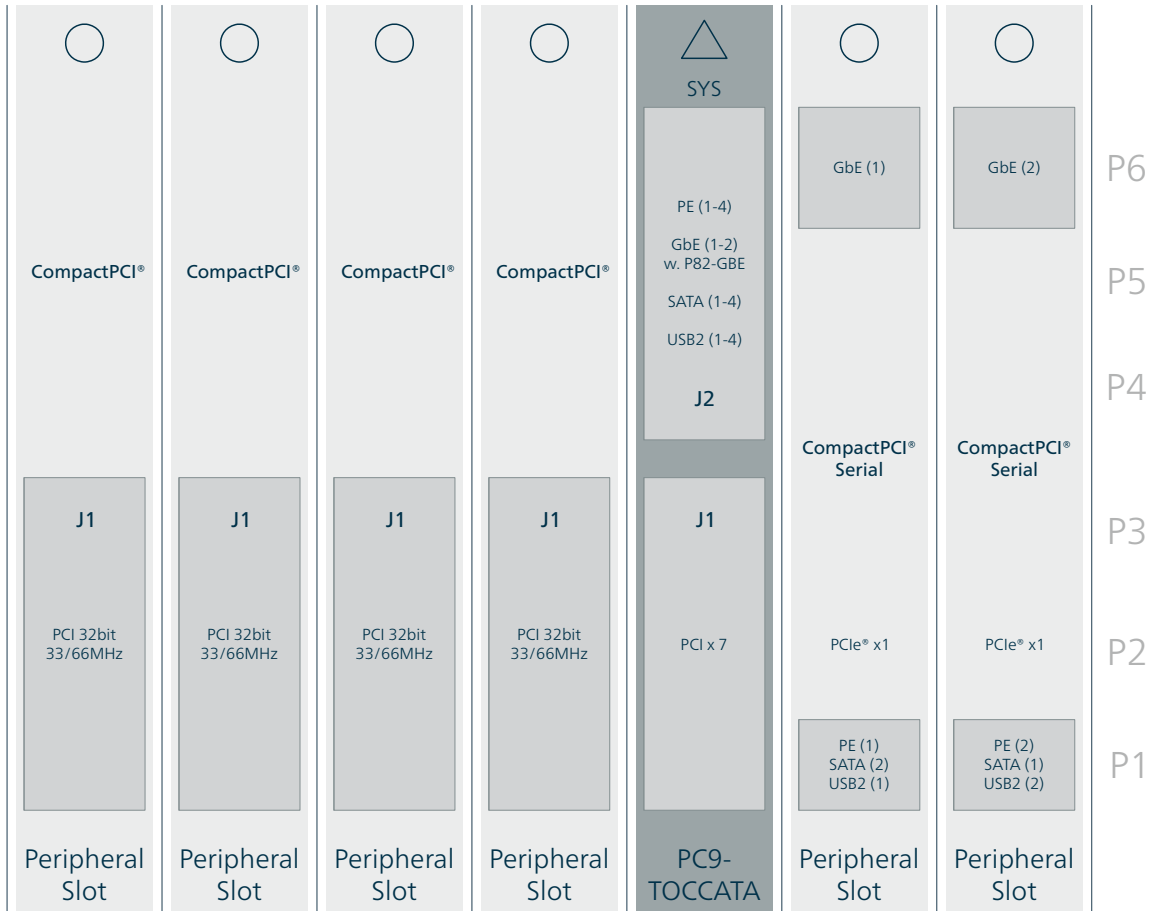 SYS
GbE (1)
GbE (2)
P6
PE (1-4)
GbE (1-2)
w. P82-GBE
SATA (1-4)
USB2 (1-4)
J2
CompactPCI®
CompactPCI®
CompactPCI®
CompactPCI®
P5
P4
CompactPCI®
Serial
CompactPCI®
Serial
J1
J1
J1
J1
J1
P3
PCI 32bit
33/66MHz
PCI 32bit
33/66MHz
PCI 32bit
33/66MHz
PCI 32bit
33/66MHz
PCI x 7
PCIe® x1
PCIe® x1
P2
PE (1)
SATA (2)
USB2 (1)
PE (2)
SATA (1)
USB2 (2)
P1
Peripheral
Slot
Peripheral
Slot
Peripheral
Slot
Peripheral
Slot
PC9-
TOCCATA
Peripheral
Slot
Peripheral
Slot